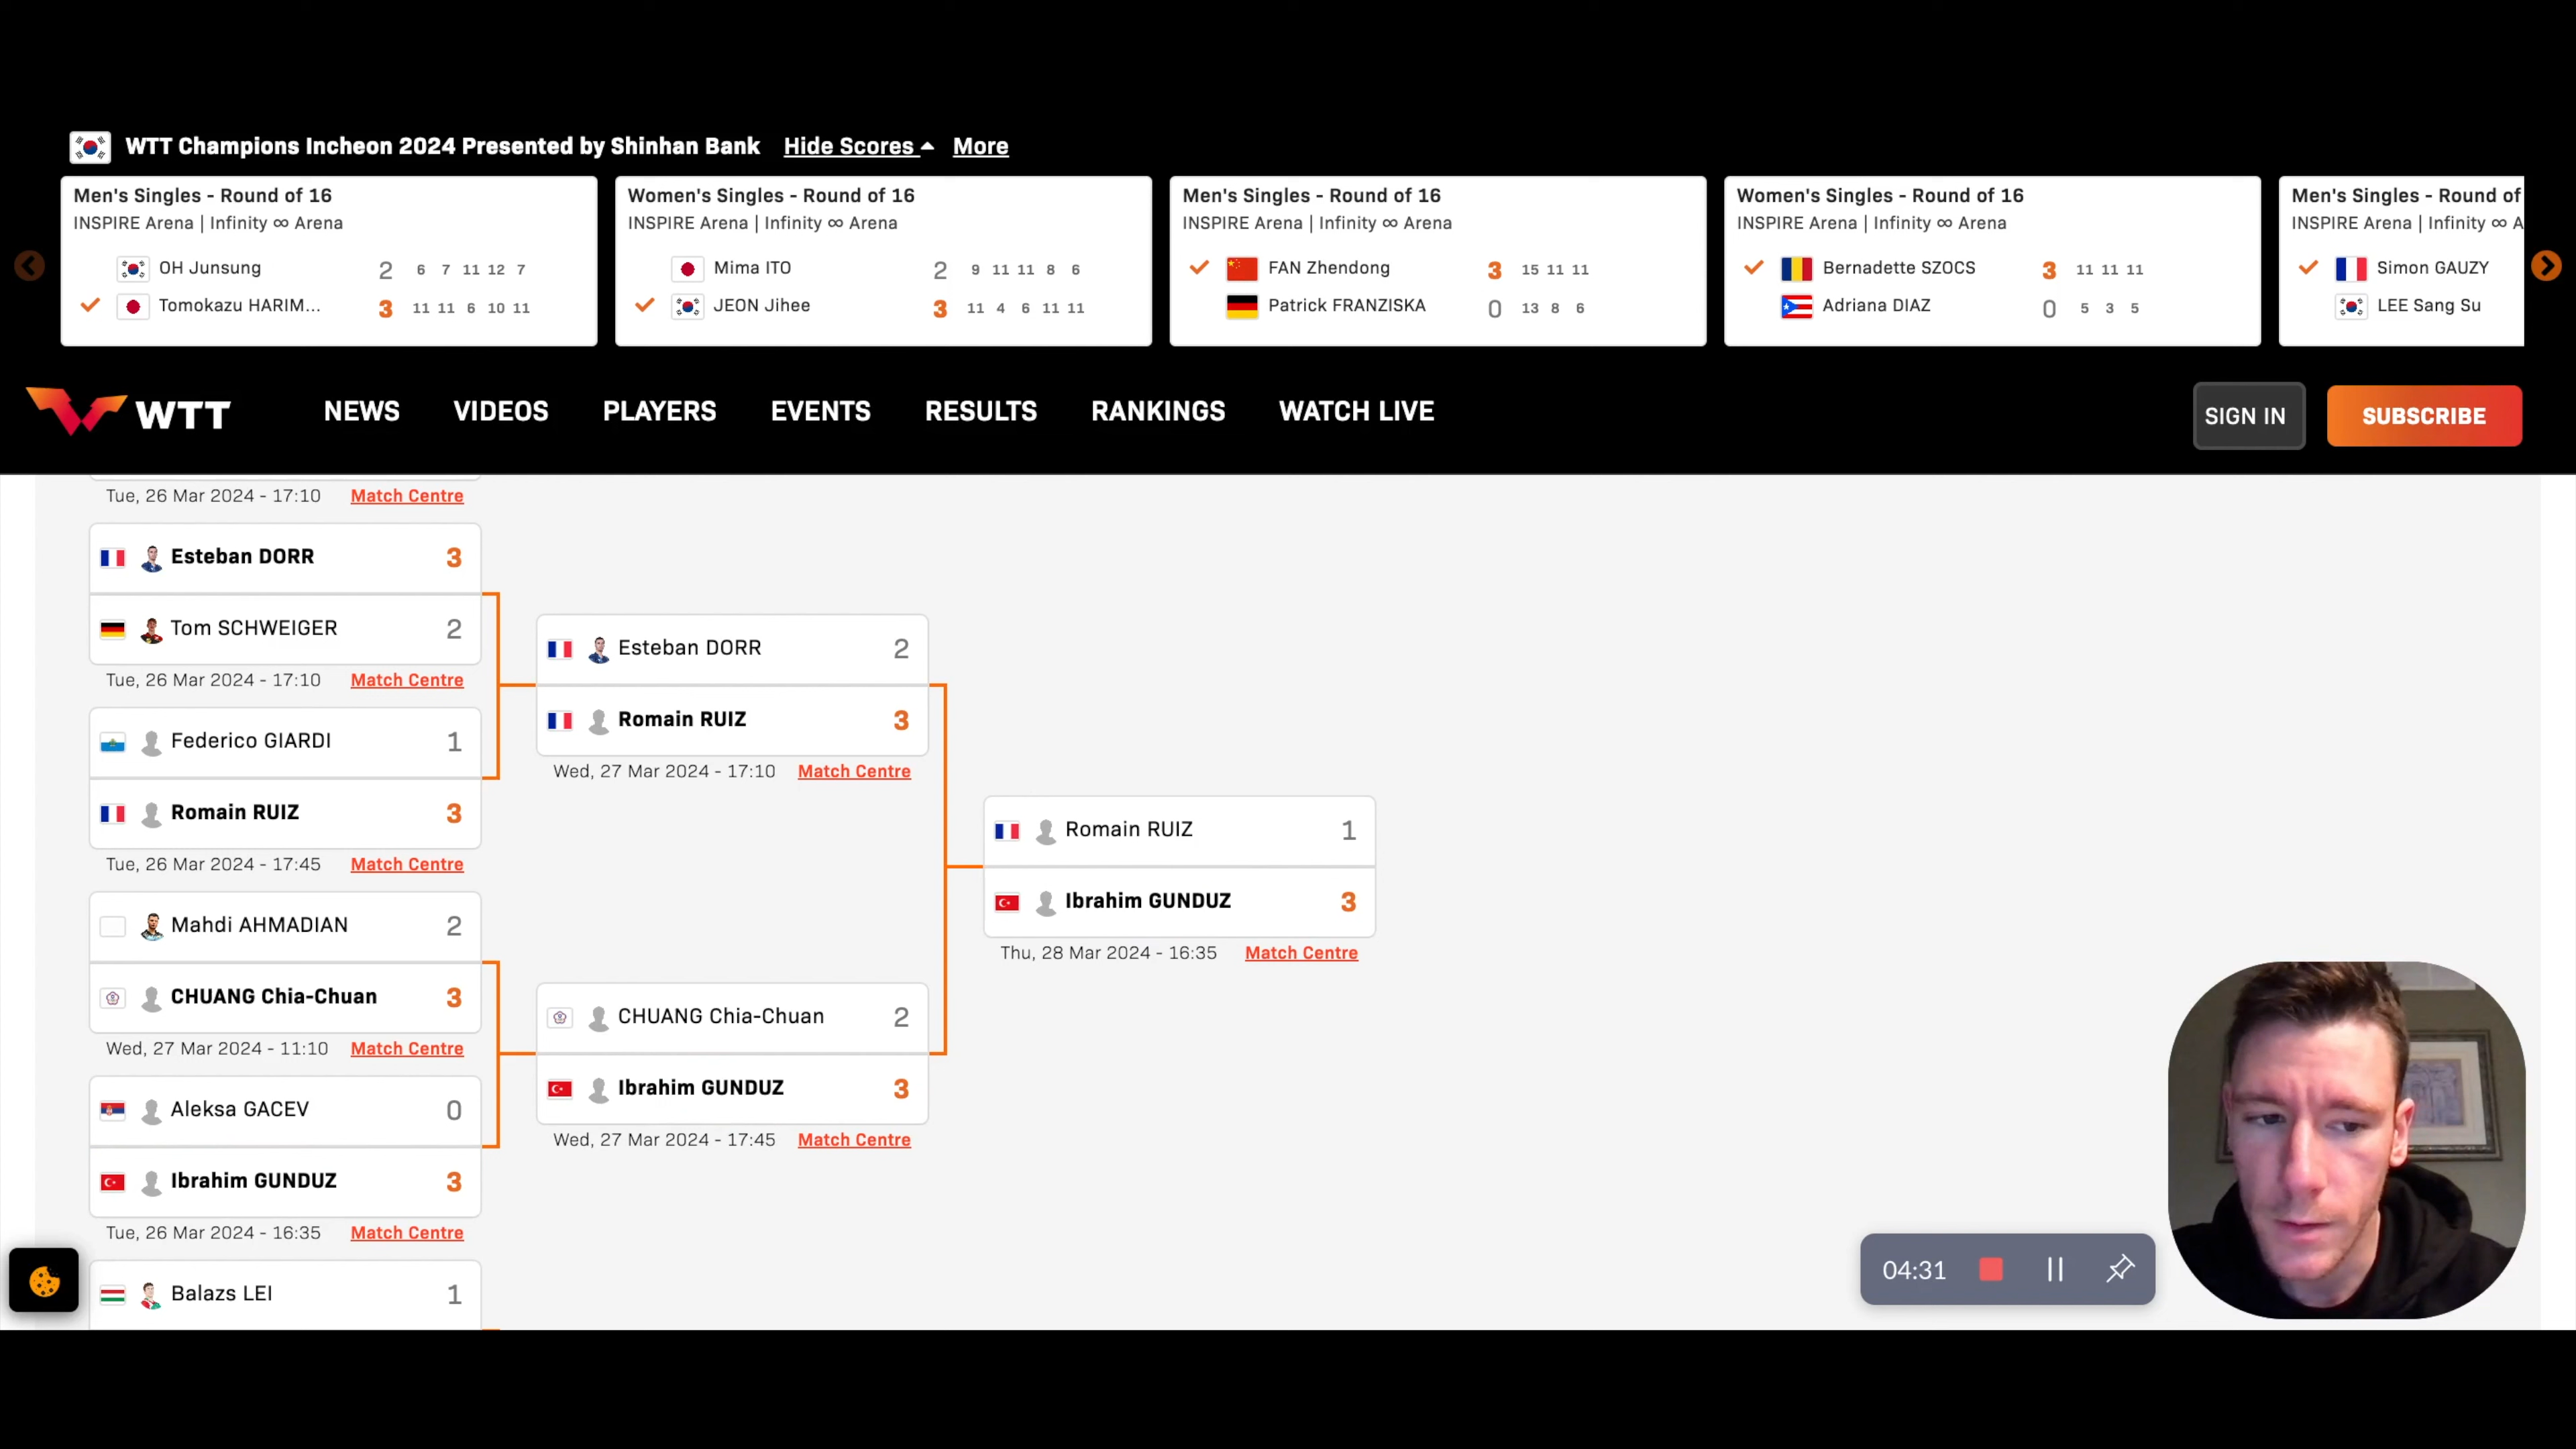 WTT Champions Incheon 2024 Presented by Shinhan Bank Hide Scores More
Men's Singles - Round of 16
INSPIRE Arena | Infinity ∞ Arena
OH Junsung 2 6 7 11 12 7
Tomokazu HARIM... 3 11 11 6 10 11
Women's Singles - Round of 16
INSPIRE Arena | Infinity ∞ Arena
Mima ITO 2 9 11 11 8 6
JEON Jihee 3 11 4 6 11 11
Men's Singles - Round of 16
INSPIRE Arena | Infinity ∞ Arena
FAN Zhendong 3 15 11 11
Patrick FRANZISKA 0 13 8 6
Women's Singles - Round of 16
INSPIRE Arena | Infinity ∞ Arena
Bernadette SZOCS 3 11 11 11
Adriana DIAZ 0 5 3 5
Men's Singles - Round of
INSPIRE Arena | Infinity ∞ A
Simon GAUZY
LEE Sang Su
WTT NEWS VIDEOS PLAYERS EVENTS RESULTS RANKINGS WATCH LIVE SIGN IN SUBSCRIBE
Tue, 26 Mar 2024 - 17:10 Match Centre
Esteban DORR 3
Tom SCHWEIGER 2
Tue, 26 Mar 2024 - 17:10 Match Centre
Federico GIARDI 1
Romain RUIZ 3
Tue, 26 Mar 2024 - 17:45 Match Centre
Mahdi AHMADIAN 2
CHUANG Chia-Chuan 3
Wed, 27 Mar 2024 - 11:10 Match Centre
Aleksa GACEV 0
Ibrahim GUNDUZ 3
Tue, 26 Mar 2024 - 16:35 Match Centre
Balazs LEI 1
Esteban DORR 2
Romain RUIZ 3
Wed, 27 Mar 2024 - 17:10 Match Centre
CHUANG Chia-Chuan 2
Ibrahim GUNDUZ 3
Wed, 27 Mar 2024 - 17:45 Match Centre
Romain RUIZ 1
Ibrahim GUNDUZ 3
Thu, 28 Mar 2024 - 16:35 Match Centre
04:31